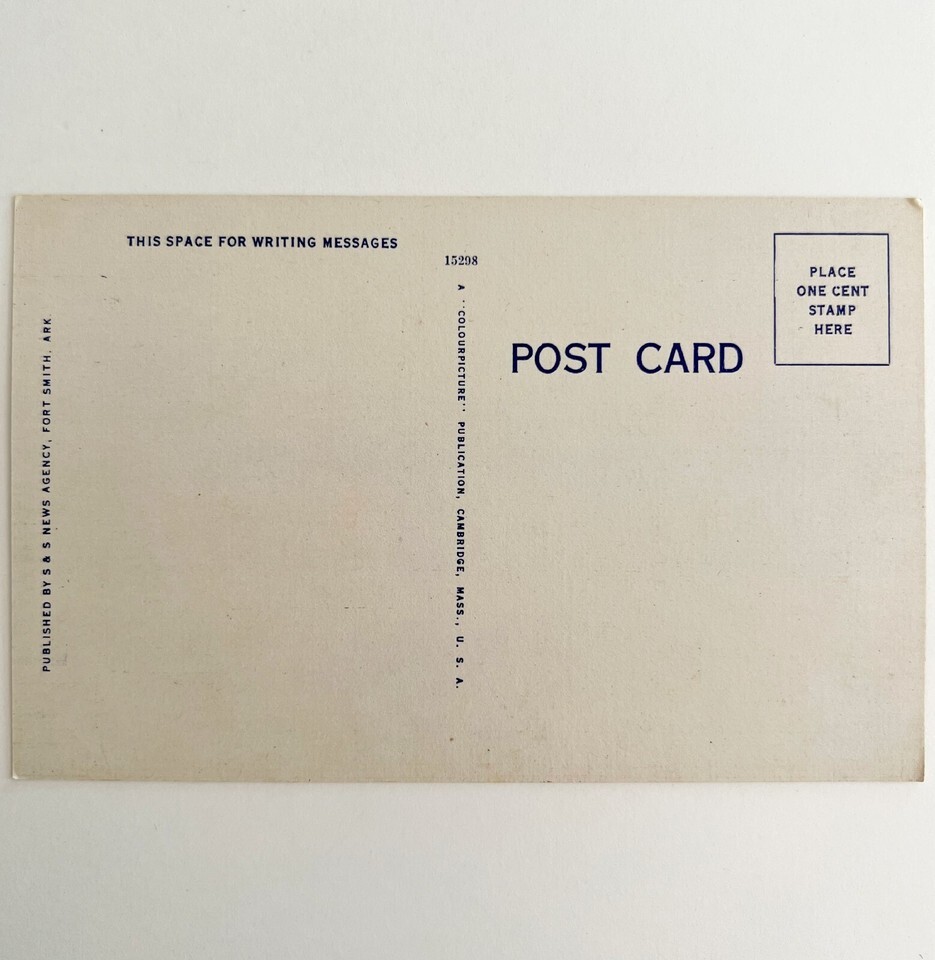 THIS SPACE FOR WRITING MESSAGES
15298
PLACE
ONE CENT
STAMP
HERE
POST CARD
PUBLISHED BY S & S NEWS AGENCY, FORT SMITH, ARK
A "COLOURPICTURE" PUBLICATION, CAMBRIDGE, MASS., U. S. A.